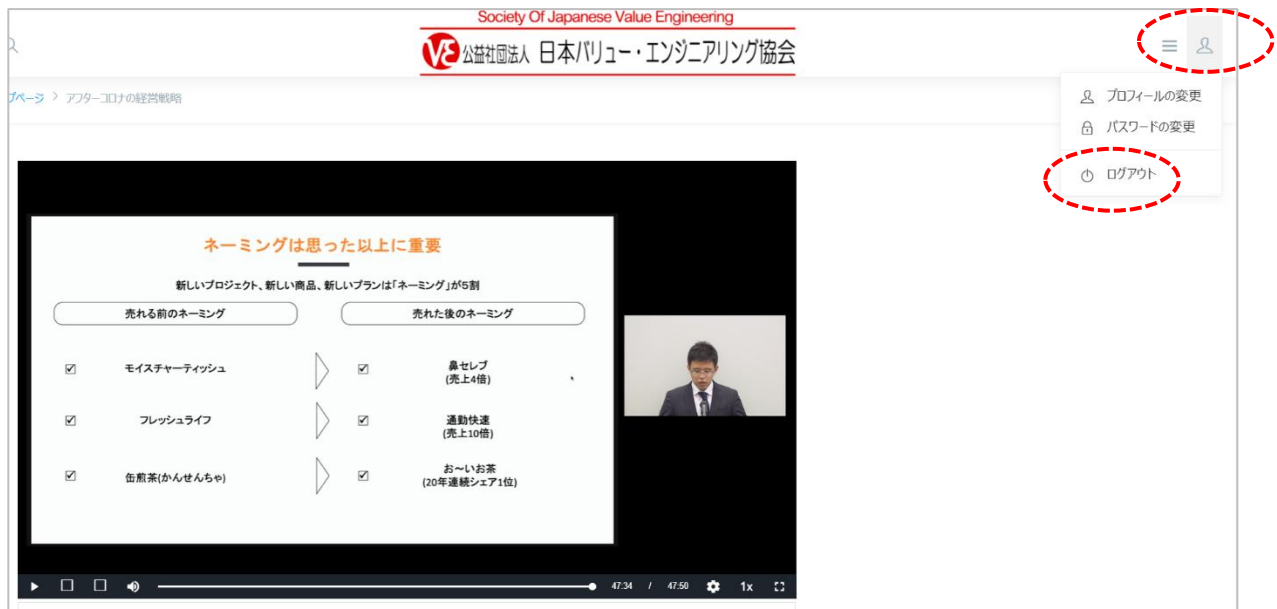 Society Of Japanese Value Engineering
VE 公益社団法人 日本バリュー・エンジニアリング協会
プページ > アフターコロナの経営戦略
プロフィールの変更
パスワードの変更
ログアウト
ネーミングは思った以上に重要
新しいプロジェクト、新しい商品、新しいプランは「ネーミング」が5割
売れる前のネーミング
売れた後のネーミング
モイスチャーティッシュ
鼻セレブ
(売上4倍)
フレッシュライフ
通勤快速
(売上10倍)
缶煎茶(かんせんちゃ)
お～いお茶
(20年連続シェア1位)
47:34 / 47:50 1x